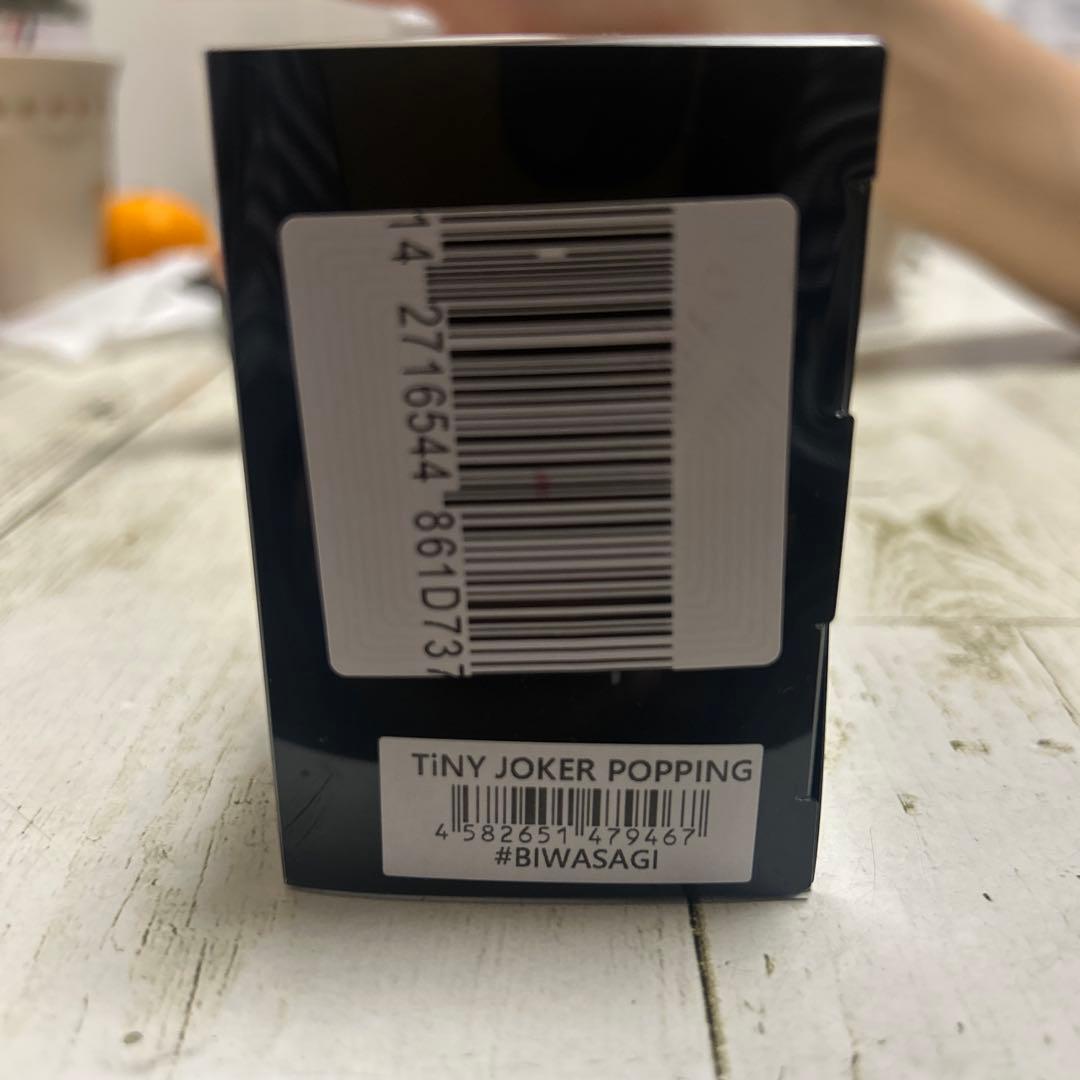 14 2716544 861D737
TiNY JOKER POPPING
4 582651 479467
#BIWASAGI